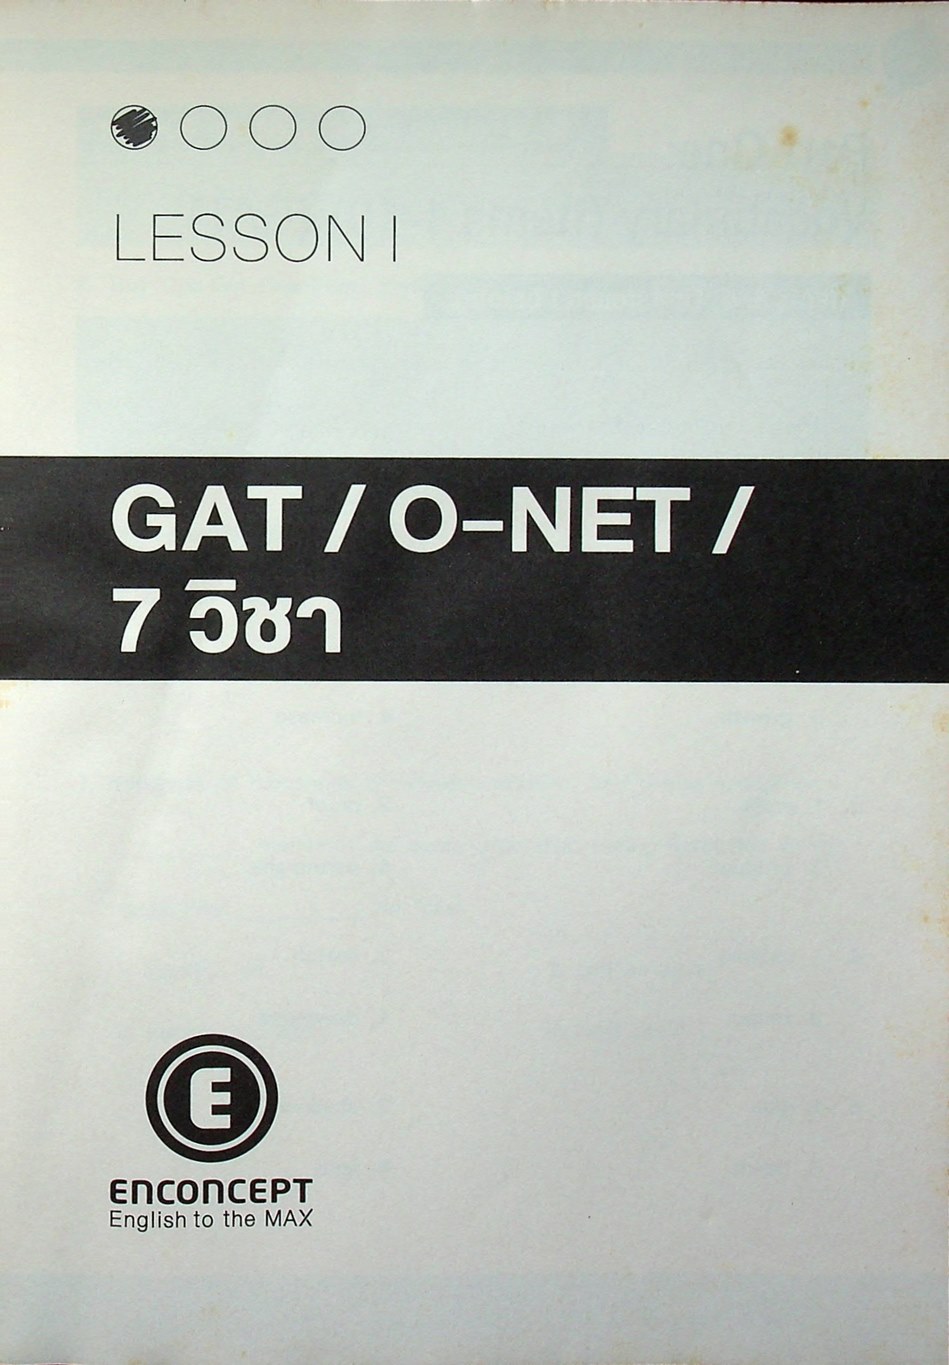 LESSON I
GAT / O-NET /
7 วิชา
E
ENCONCEPT
English to the MAX